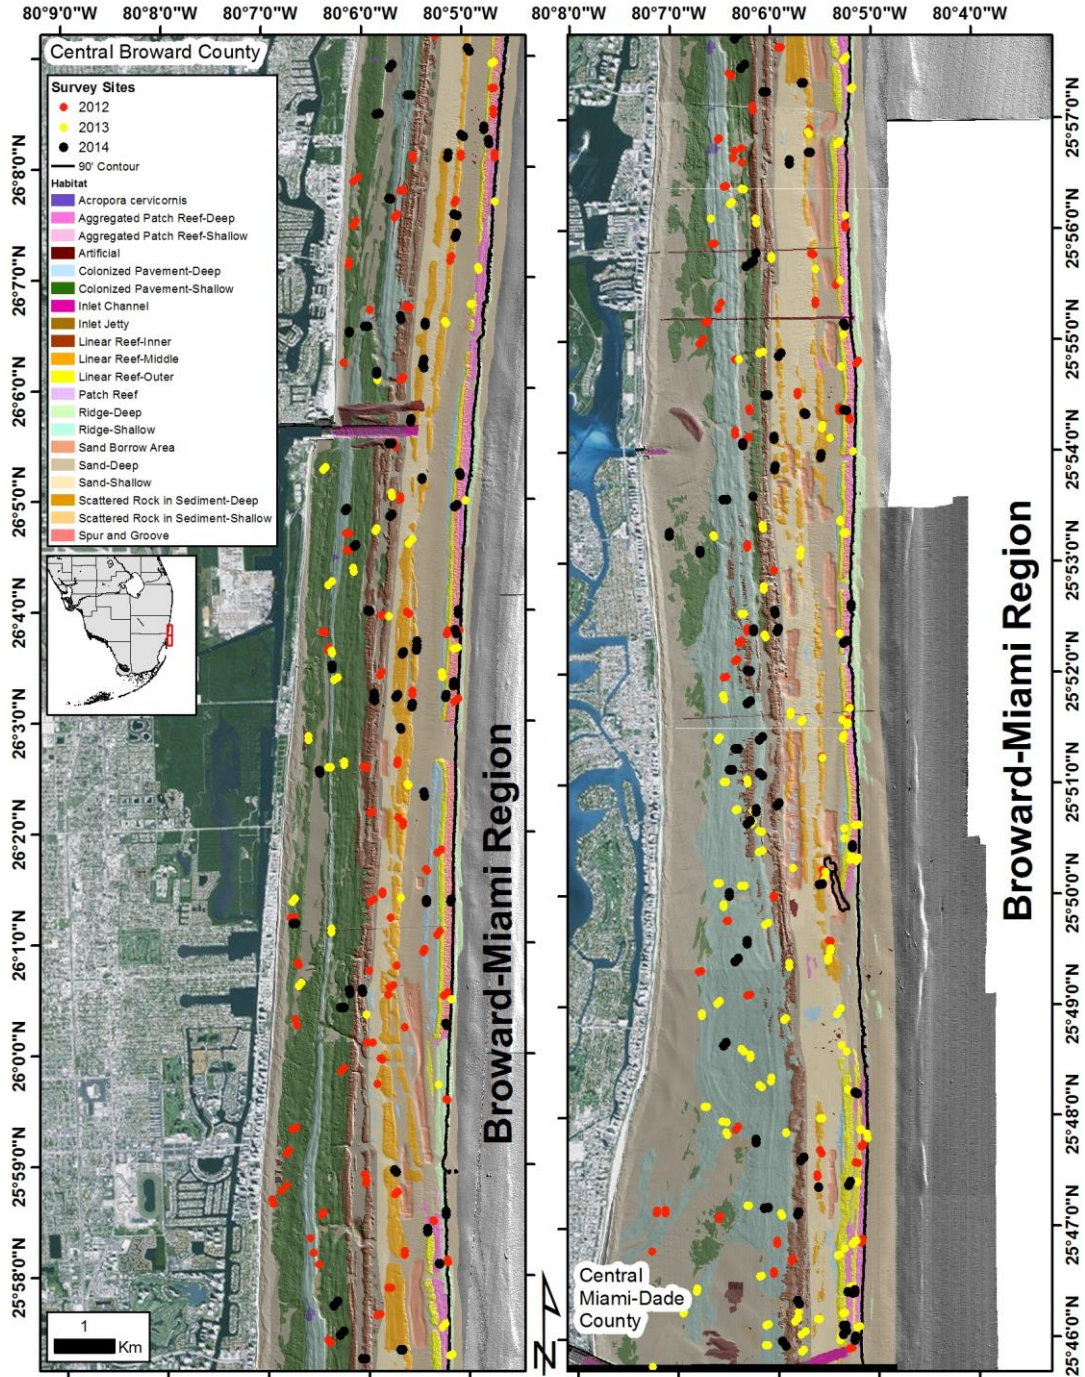 80°8'0"W 80°7'0"W 80°6'0"W 80°5'0"W 80°8'0"W 80°7'0"W 80°6'0"W 80°5'0"W 80°4'0"W
Central Broward County
Survey Sites
2012
2013
2014
90' Contour
Habitat
Acropora cervicornis
Aggregated Patch Reef-Deep
Aggregated Patch Reef-Shallow
Artificial
Colonized Pavement-Deep
Colonized Pavement-Shallow
Inlet Channel
Inlet Jetty
Linear Reef-Inner
Linear Reef-Middle
Linear Reef-Outer
Patch Reef
Ridge-Deep
Ridge-Shallow
Sand Borrow Area
Sand-Deep
Sand-Shallow
Scattered Rock in Sediment-Deep
Scattered Rock in Sediment-Shallow
Spur and Groove
26°8'0"N
26°7'0"N
26°6'0"N
26°5'0"N
26°4'0"N
26°3'0"N
26°2'0"N
26°1'0"N
26°0'0"N
25°59'0"N
25°58'0"N
Broward-Miami Region
1
Km
N
Central
Miami-Dade
County
Broward-Miami Region
25°57'0"N
25°56'0"N
25°55'0"N
25°54'0"N
25°53'0"N
25°52'0"N
25°51'0"N
25°50'0"N
25°49'0"N
25°48'0"N
25°47'0"N
25°46'0"N